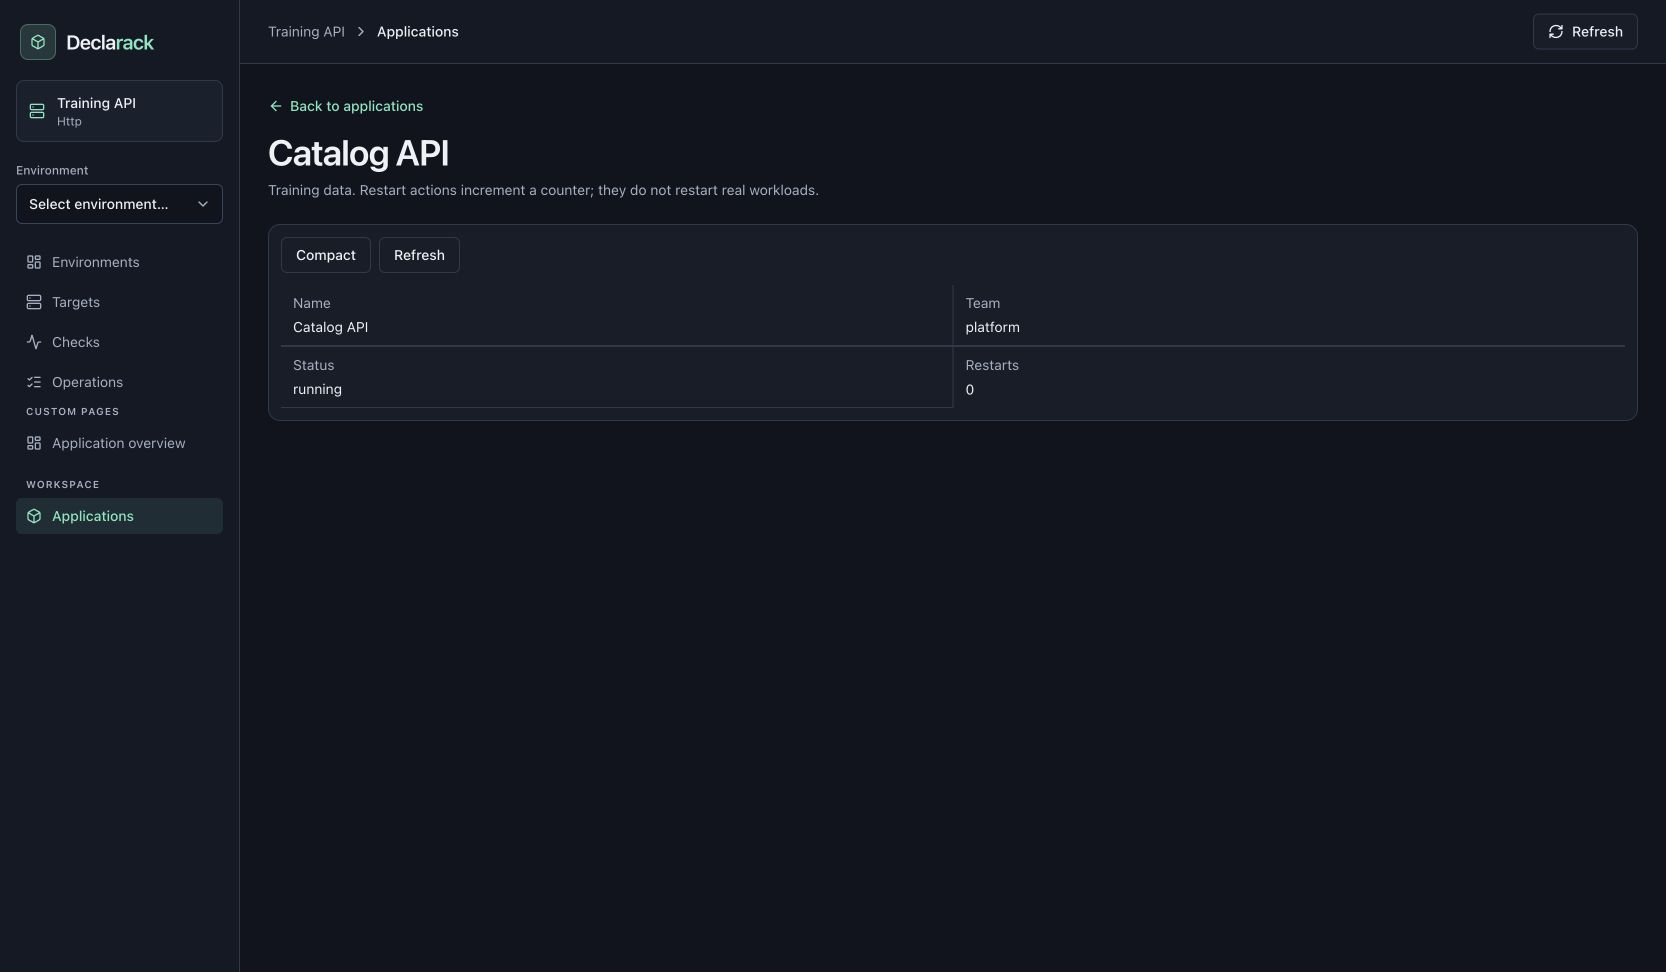 Declarack
Training API
Http
Environment
Select environment...
Environments
Targets
Checks
Operations
CUSTOM PAGES
Application overview
WORKSPACE
Applications
Training API > Applications
Refresh
← Back to applications
Catalog API
Training data. Restart actions increment a counter; they do not restart real workloads.
Compact Refresh
Name
Catalog API
Team
platform
Status
running
Restarts
0